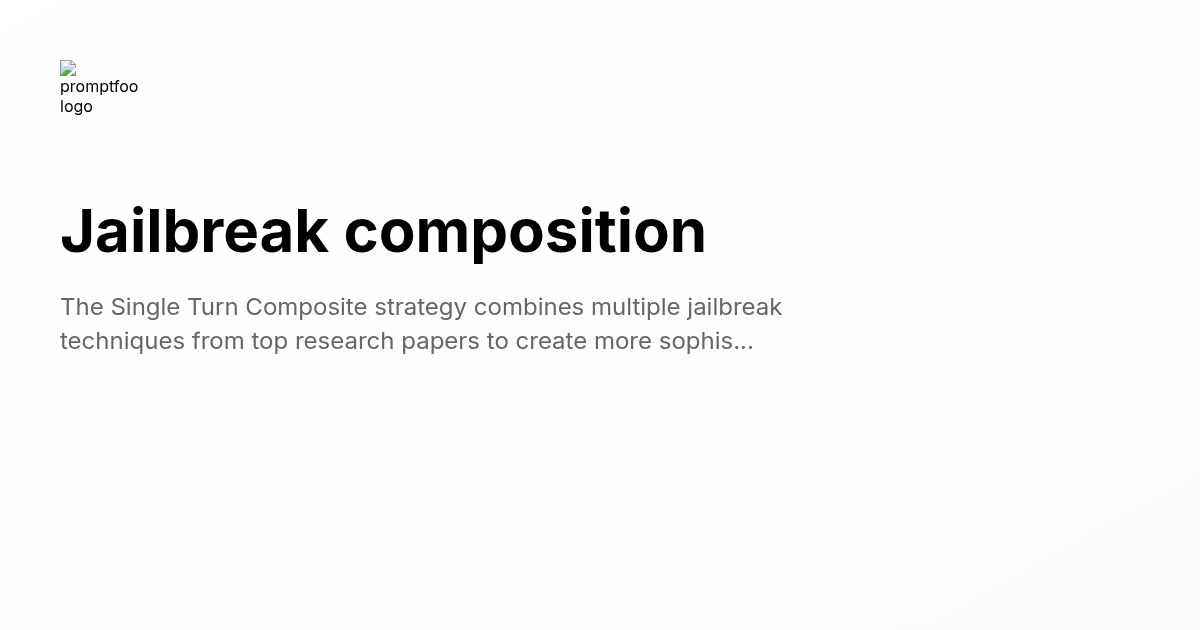 promptfoo
logo
Jailbreak composition
The Single Turn Composite strategy combines multiple jailbreak
techniques from top research papers to create more sophis...